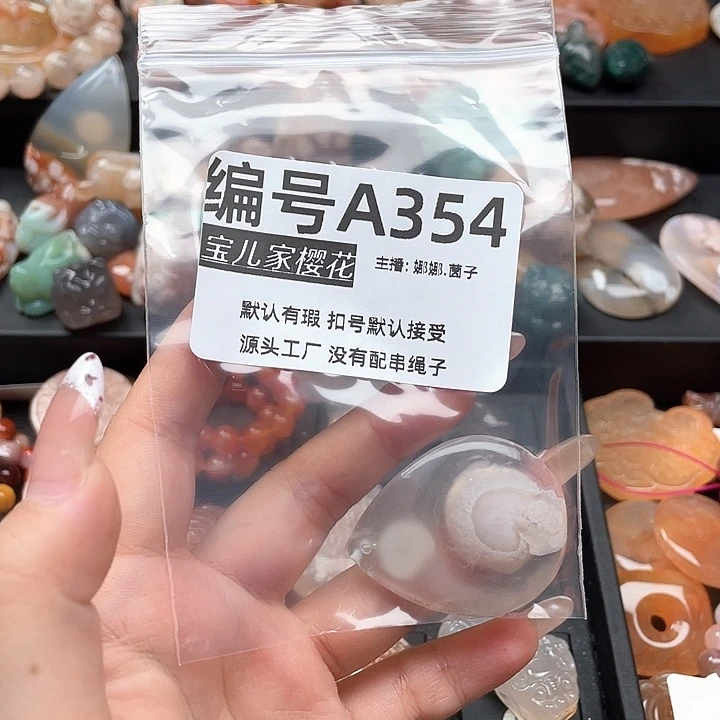 编号A354
宝儿家樱花 主播: 娜娜.茵子
默认有瑕 扣号默认接受
源头工厂 没有配串绳子